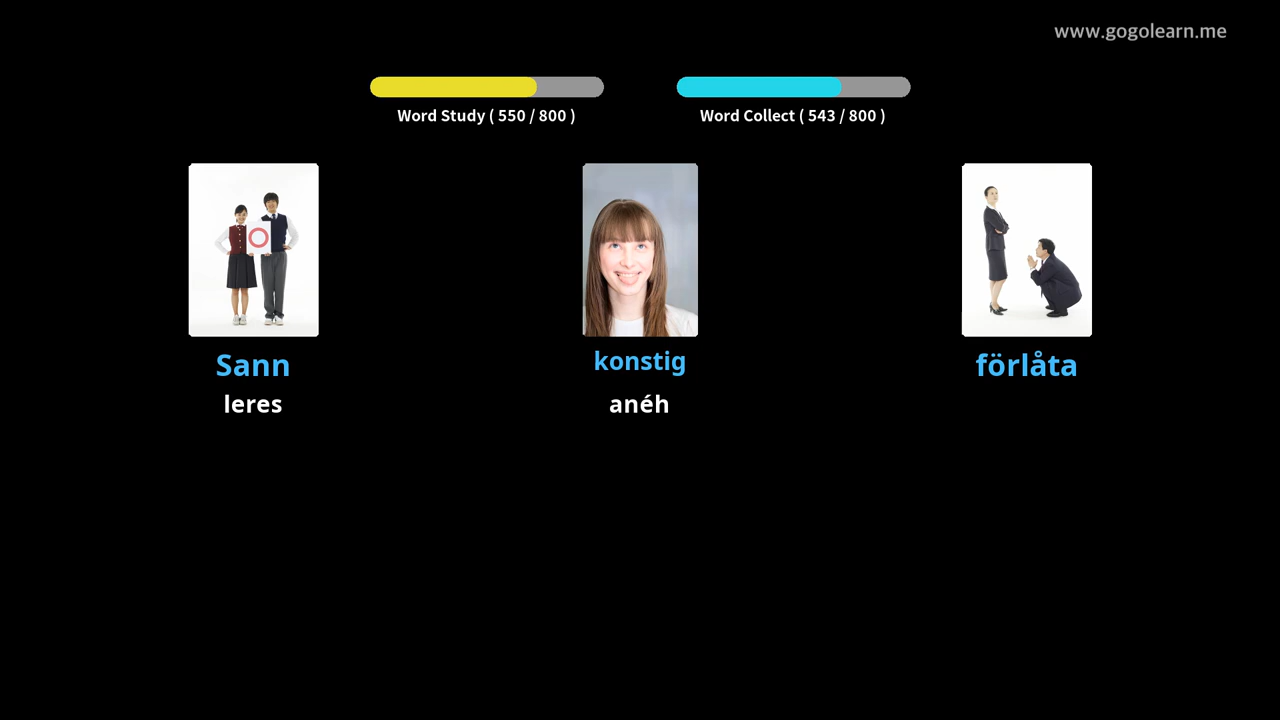 www.gogolearn.me
Word Study ( 550 / 800 )
Word Collect ( 543 / 800 )
Sann
konstig
förlåta
leres
anéh